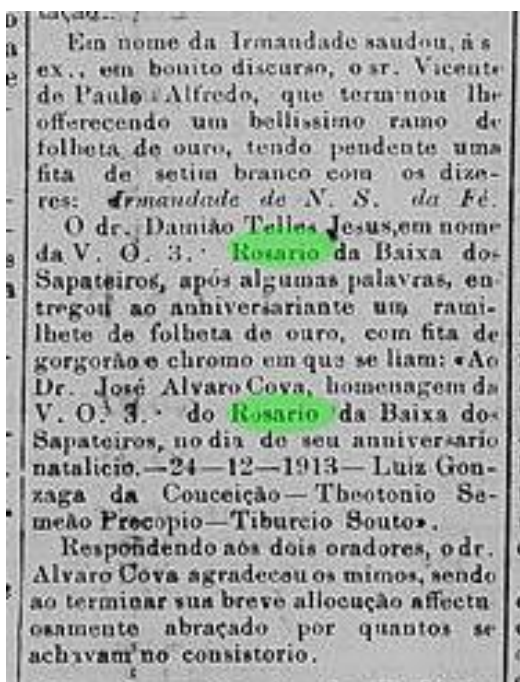 tação...
Em nome da Irmandade saudou, á s
ex., em bonito discurso, o sr. Vicente
de Paulo Alfredo, que terminou lhe
offerecendo um bellissimo ramo de
folheta de ouro, tendo pendente uma
fita de setim branco com os dize-
res: Irmandade de N. S. da Fé.
O dr. Damião Telles Jesus, em nome
da V. O. 3.ª Rosario da Baixa dos
Sapateiros, após algumas palavras, en-
tregou ao anniversariante um rami-
lhete de folheta de ouro, com fita de
gorgorão e chromo em que se liam: «Ao
Dr. José Alvaro Cova, homenagem da
V. O. 3.ª do Rosario da Baixa dos
Sapateiros, no dia de seu anniversario
natalicio.—24—12—1913— Luiz Gon-
zaga da Conceição—Theotonio Se-
meão Precopio—Tiburcio Souto».
Respondendo aos dois oradores, o dr.
Alvaro Cova agradeceu os mimos, sendo
ao terminar sua breve allocução affectu
osamente abraçado por quantos se
achavam no consistorio.